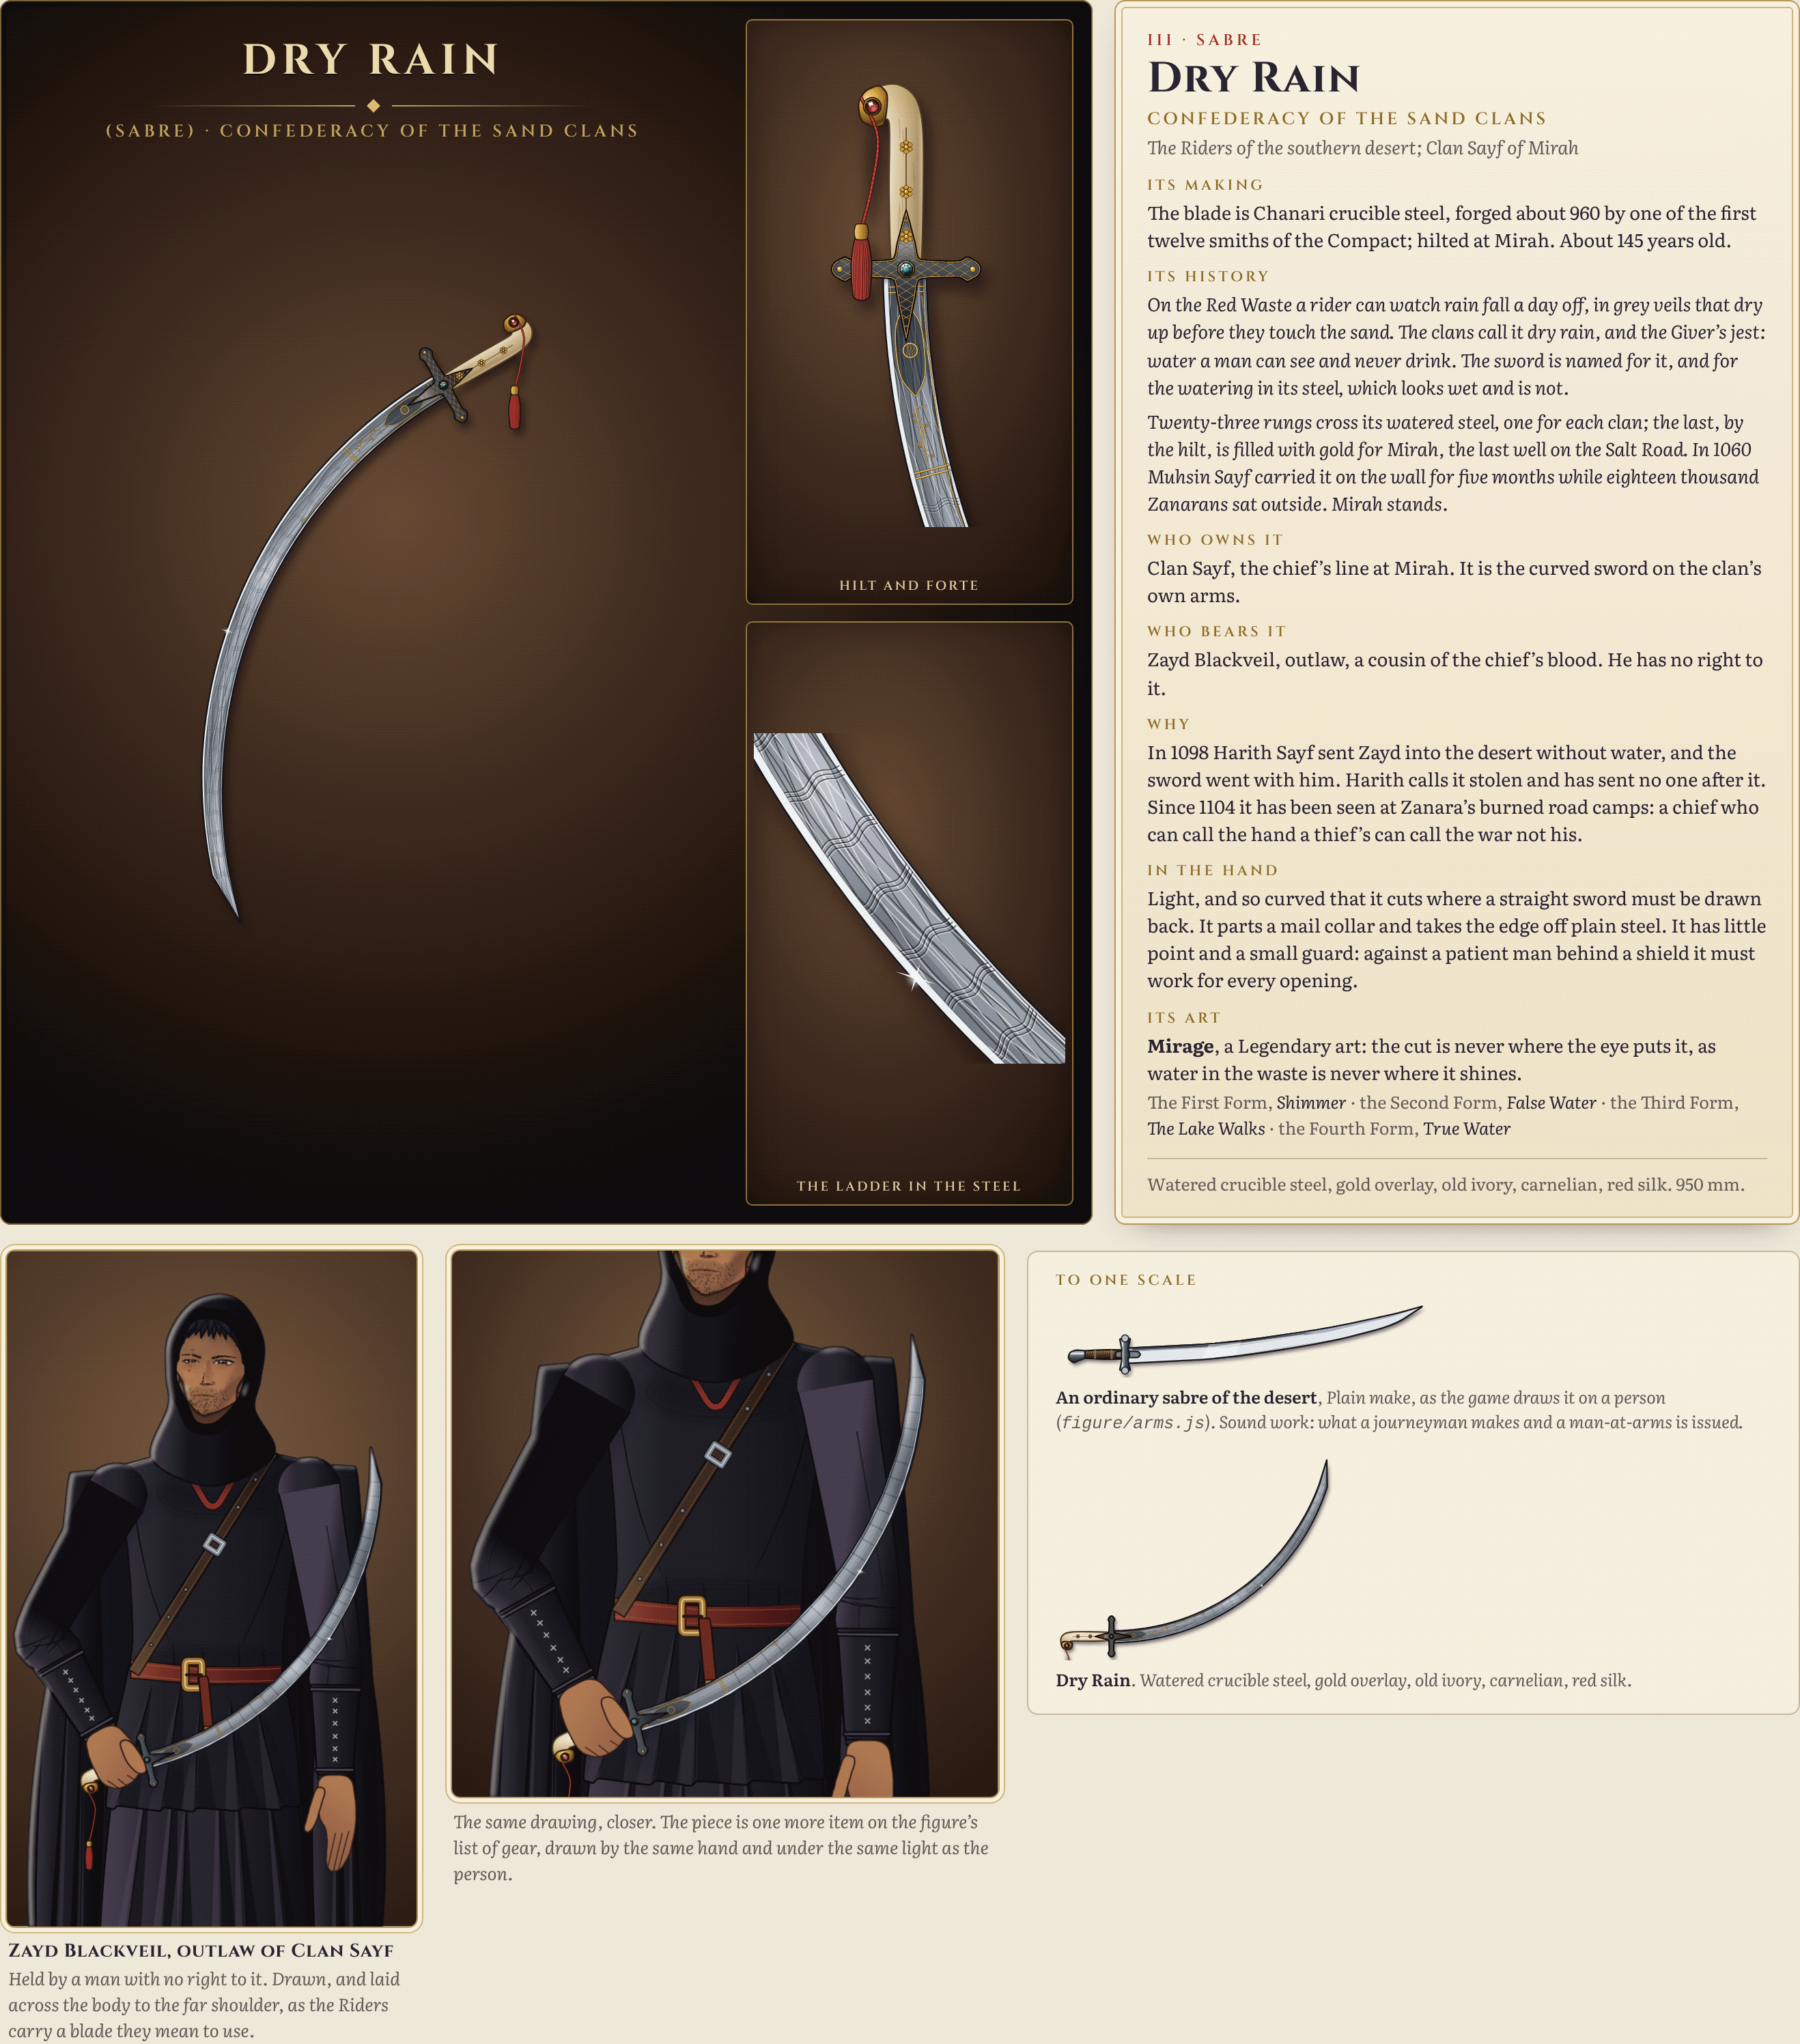 DRY RAIN
(SABRE) · CONFEDERACY OF THE SAND CLANS
HILT AND FORTE
THE LADDER IN THE STEEL
III · SABRE
DRY RAIN
CONFEDERACY OF THE SAND CLANS
The Riders of the southern desert; Clan Sayf of Mirah
ITS MAKING
The blade is Chanari crucible steel, forged about 960 by one of the first
twelve smiths of the Compact; hilted at Mirah. About 145 years old.
ITS HISTORY
On the Red Waste a rider can watch rain fall a day off, in grey veils that dry
up before they touch the sand. The clans call it dry rain, and the Giver’s jest:
water a man can see and never drink. The sword is named for it, and for
the watering in its steel, which looks wet and is not.
Twenty-three rungs cross its watered steel, one for each clan; the last, by
the hilt, is filled with gold for Mirah, the last well on the Salt Road. In 1060
Muhsin Sayf carried it on the wall for five months while eighteen thousand
Zanarans sat outside. Mirah stands.
WHO OWNS IT
Clan Sayf, the chief’s line at Mirah. It is the curved sword on the clan’s
own arms.
WHO BEARS IT
Zayd Blackveil, outlaw, a cousin of the chief’s blood. He has no right to
it.
WHY
In 1098 Harith Sayf sent Zayd into the desert without water, and the
sword went with him. Harith calls it stolen and has sent no one after it.
Since 1104 it has been seen at Zanara’s burned road camps: a chief who
can call the hand a thief’s can call the war not his.
IN THE HAND
Light, and so curved that it cuts where a straight sword must be drawn
back. It parts a mail collar and takes the edge off plain steel. It has little
point and a small guard: against a patient man behind a shield it must
work for every opening.
ITS ART
Mirage, a Legendary art: the cut is never where the eye puts it, as
water in the waste is never where it shines.
The First Form, Shimmer · the Second Form, False Water · the Third Form,
The Lake Walks · the Fourth Form, True Water
Watered crucible steel, gold overlay, old ivory, carnelian, red silk. 950 mm.
ZAYD BLACKVEIL, OUTLAW OF CLAN SAYF
Held by a man with no right to it. Drawn, and laid
across the body to the far shoulder, as the Riders
carry a blade they mean to use.
The same drawing, closer. The piece is one more item on the figure’s
list of gear, drawn by the same hand and under the same light as the
person.
TO ONE SCALE
An ordinary sabre of the desert, Plain make, as the game draws it on a person
(figure/arms.js). Sound work: what a journeyman makes and a man-at-arms is issued.
Dry Rain. Watered crucible steel, gold overlay, old ivory, carnelian, red silk.